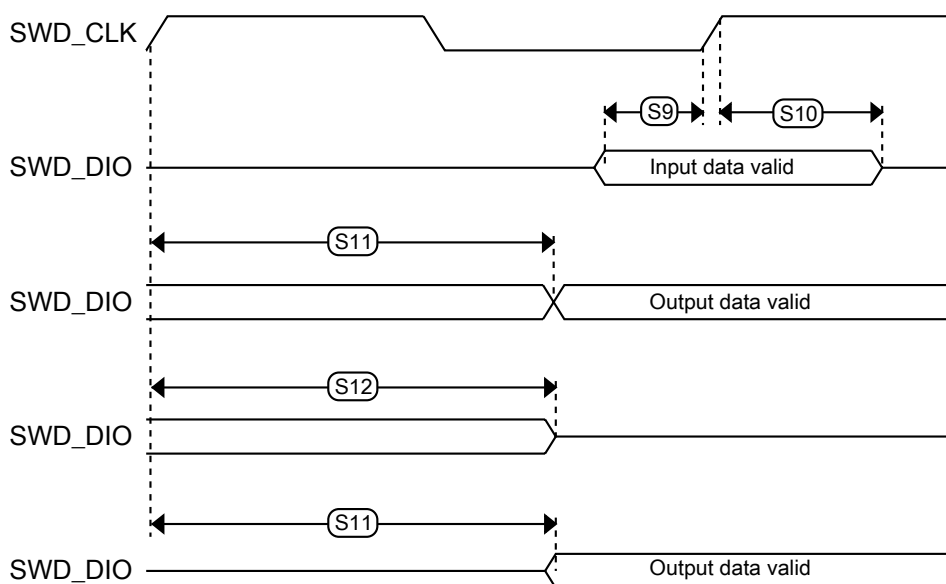 SWD_CLK
S9
S10
SWD_DIO
Input data valid
S11
SWD_DIO
Output data valid
S12
SWD_DIO
S11
SWD_DIO
Output data valid